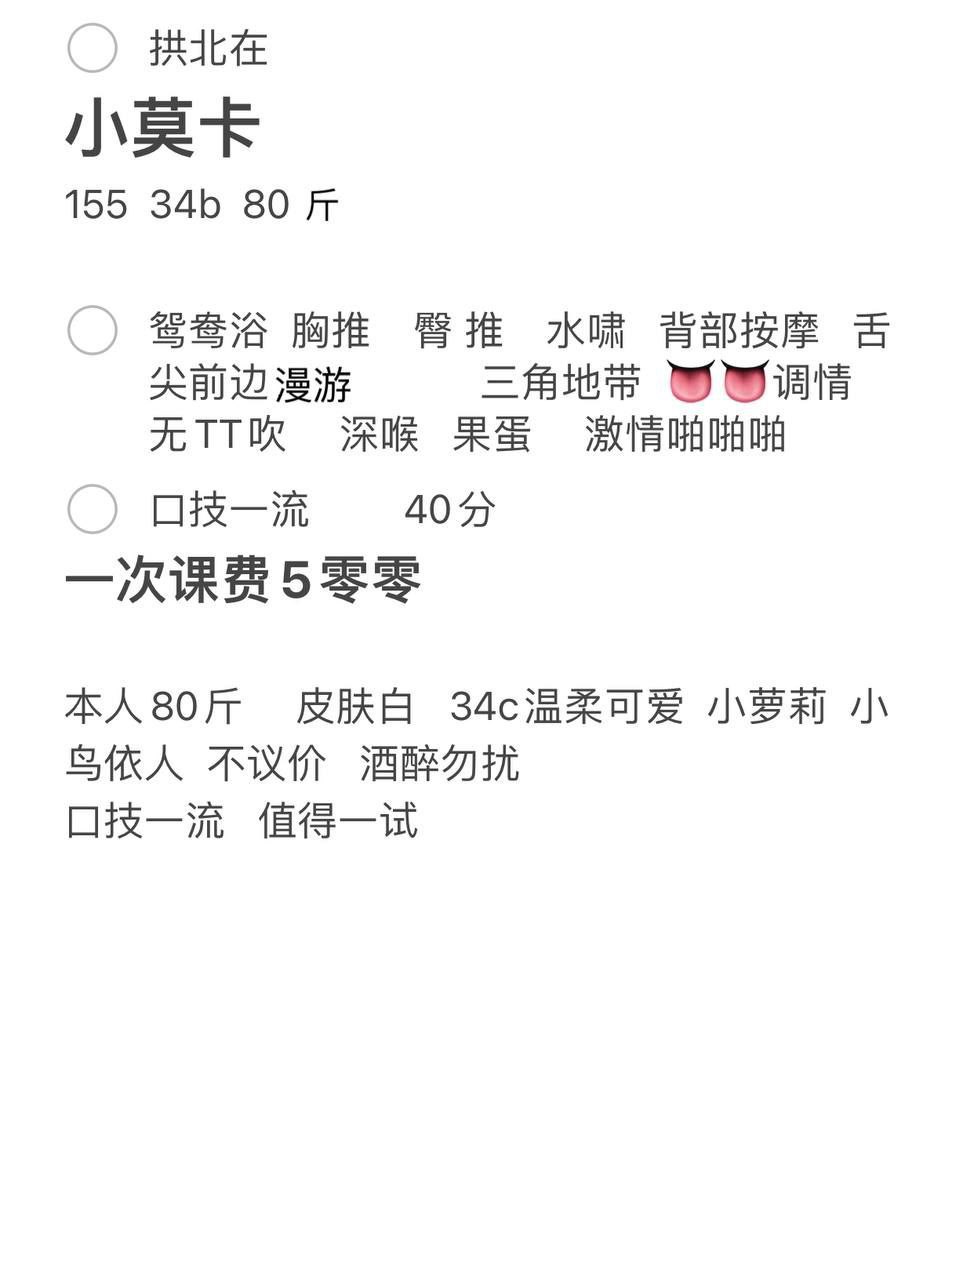 拱北在
小莫卡
155 34b 80 斤
鸳鸯浴 胸推 臀 推 水啸 背部按摩 舌
尖前边漫游 三角地带 👅👅调情
无TT吹 深喉 果蛋 激情啪啪啪
口技一流 40分
一次课费5零零
本人80斤 皮肤白 34c温柔可爱 小萝莉 小
鸟依人 不议价 酒醉勿扰
口技一流 值得一试